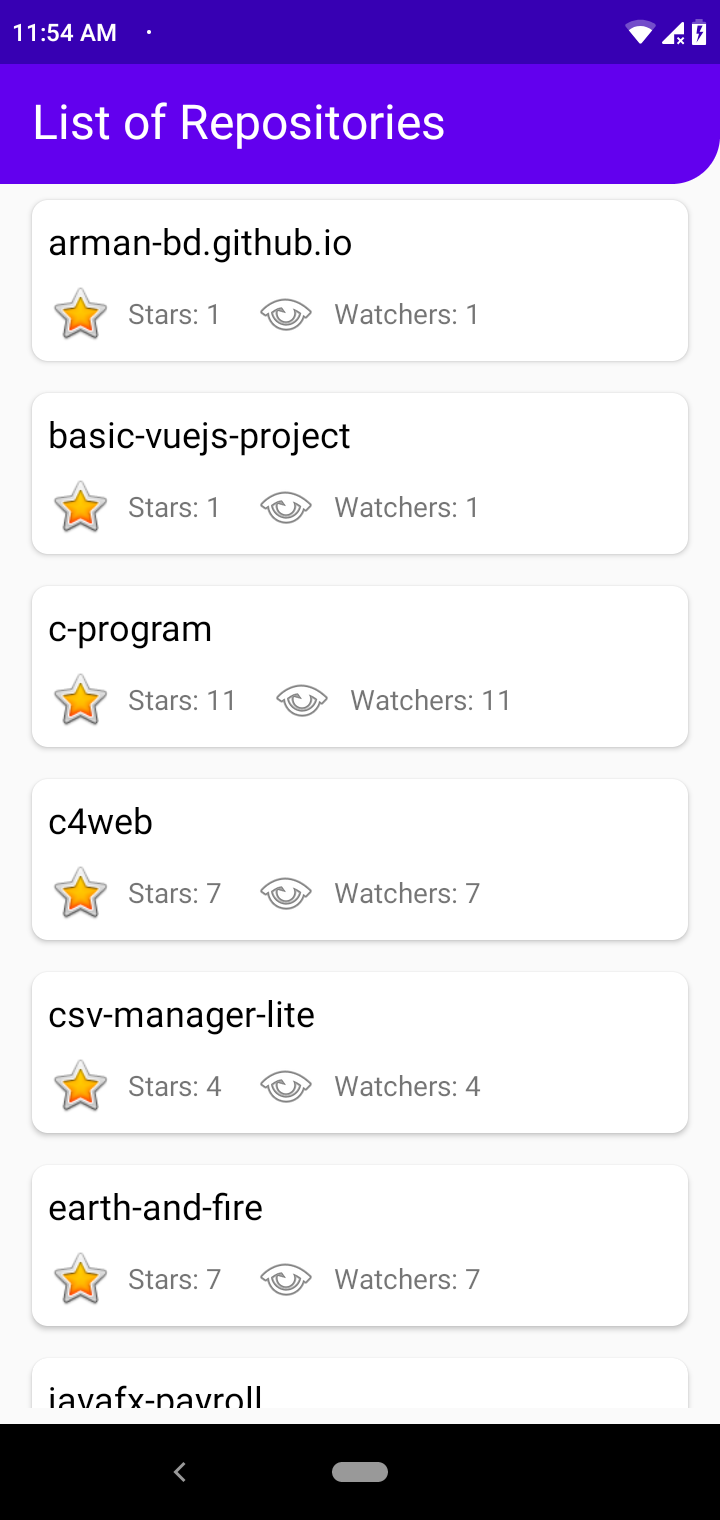 11:54 AM
List of Repositories
arman-bd.github.io
Stars: 1 Watchers: 1
basic-vuejs-project
Stars: 1 Watchers: 1
c-program
Stars: 11 Watchers: 11
c4web
Stars: 7 Watchers: 7
csv-manager-lite
Stars: 4 Watchers: 4
earth-and-fire
Stars: 7 Watchers: 7
javafx-payroll